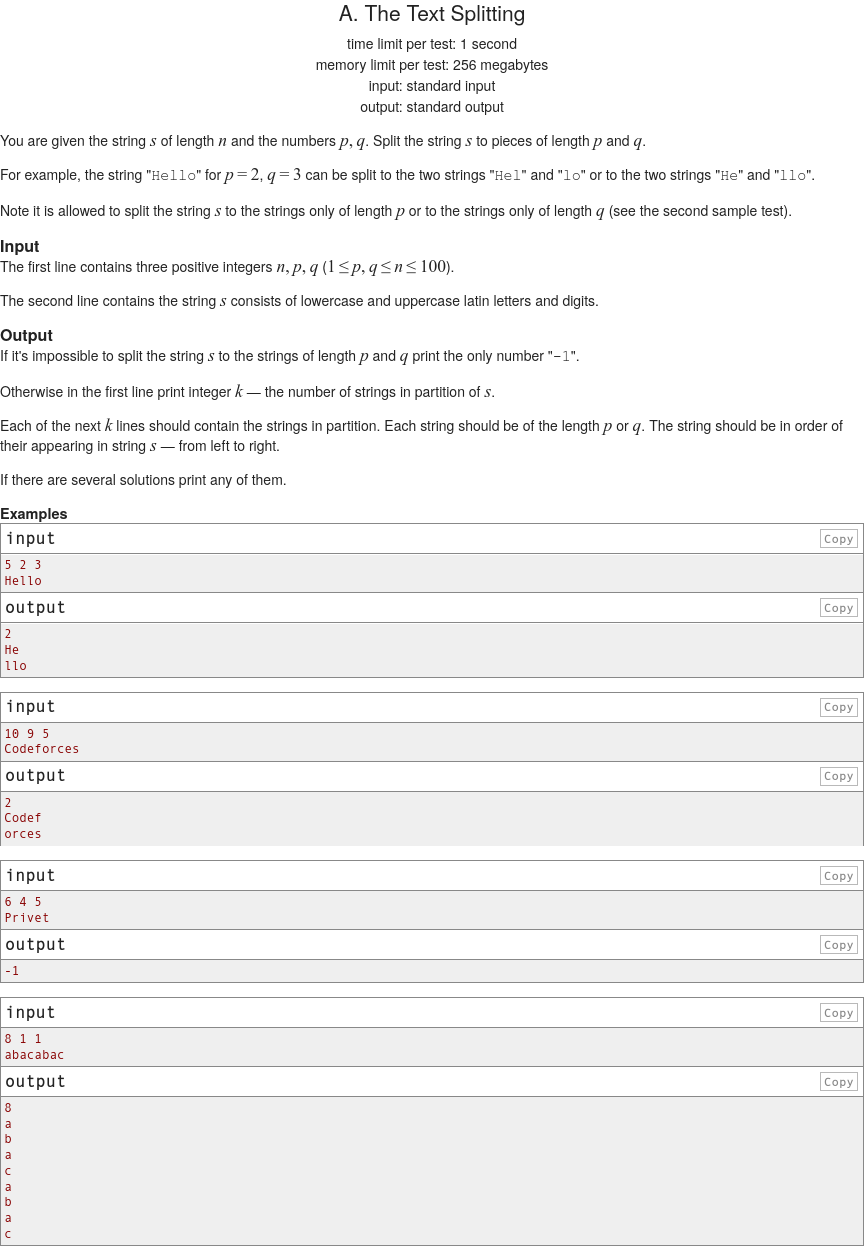 A. The Text Splitting
time limit per test: 1 second
memory limit per test: 256 megabytes
input: standard input
output: standard output
You are given the string s of length n and the numbers p, q. Split the string s to pieces of length p and q.
For example, the string "Hello" for p = 2, q = 3 can be split to the two strings "Hel" and "lo" or to the two strings "He" and "llo".
Note it is allowed to split the string s to the strings only of length p or to the strings only of length q (see the second sample test).
Input
The first line contains three positive integers n, p, q (1 ≤ p, q ≤ n ≤ 100).
The second line contains the string s consists of lowercase and uppercase latin letters and digits.
Output
If it's impossible to split the string s to the strings of length p and q print the only number "-1".
Otherwise in the first line print integer k — the number of strings in partition of s.
Each of the next k lines should contain the strings in partition. Each string should be of the length p or q. The string should be in order of
their appearing in string s — from left to right.
If there are several solutions print any of them.
Examples
input Copy
5 2 3
Hello
output Copy
2
He
llo
input Copy
10 9 5
Codeforces
output Copy
2
Codef
orces
input Copy
6 4 5
Privet
output Copy
-1
input Copy
8 1 1
abacabac
output Copy
8
a
b
a
c
a
b
a
c